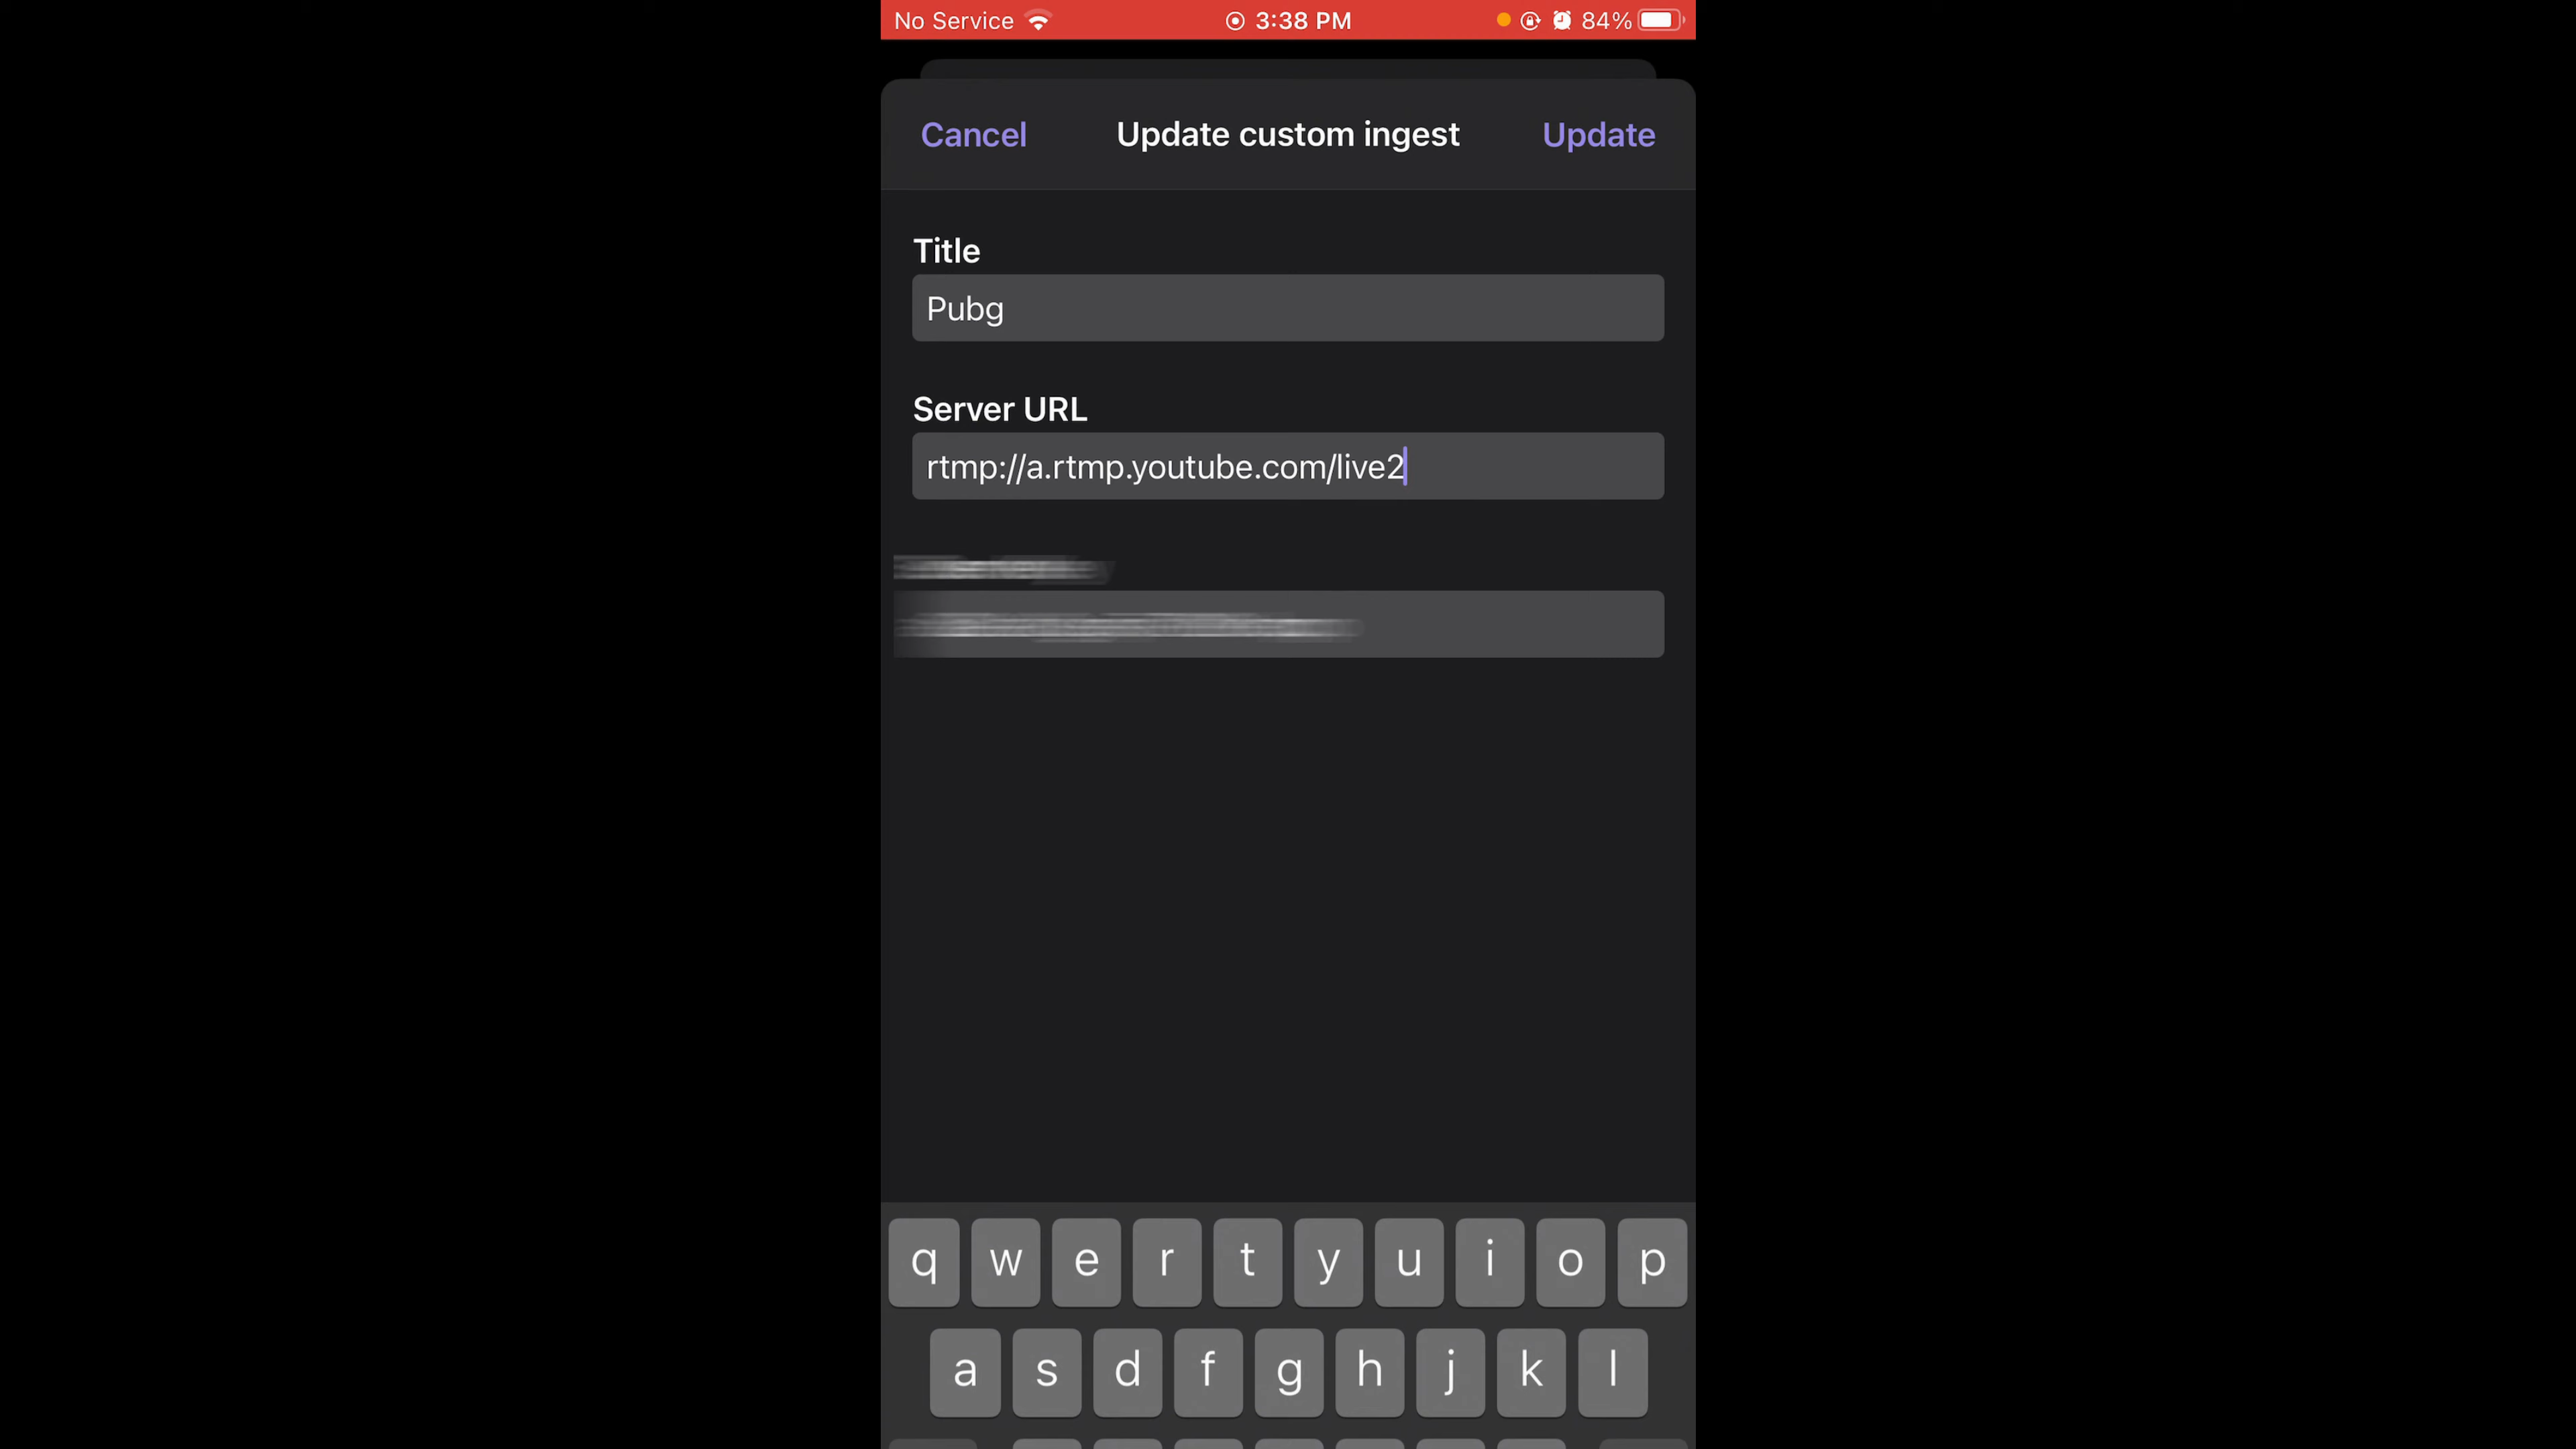 No Service 3:38 PM 84%
Cancel Update custom ingest Update
Title
Pubg
Server URL
rtmp://a.rtmp.youtube.com/live2
q w e r t y u i o p
a s d f g h j k l